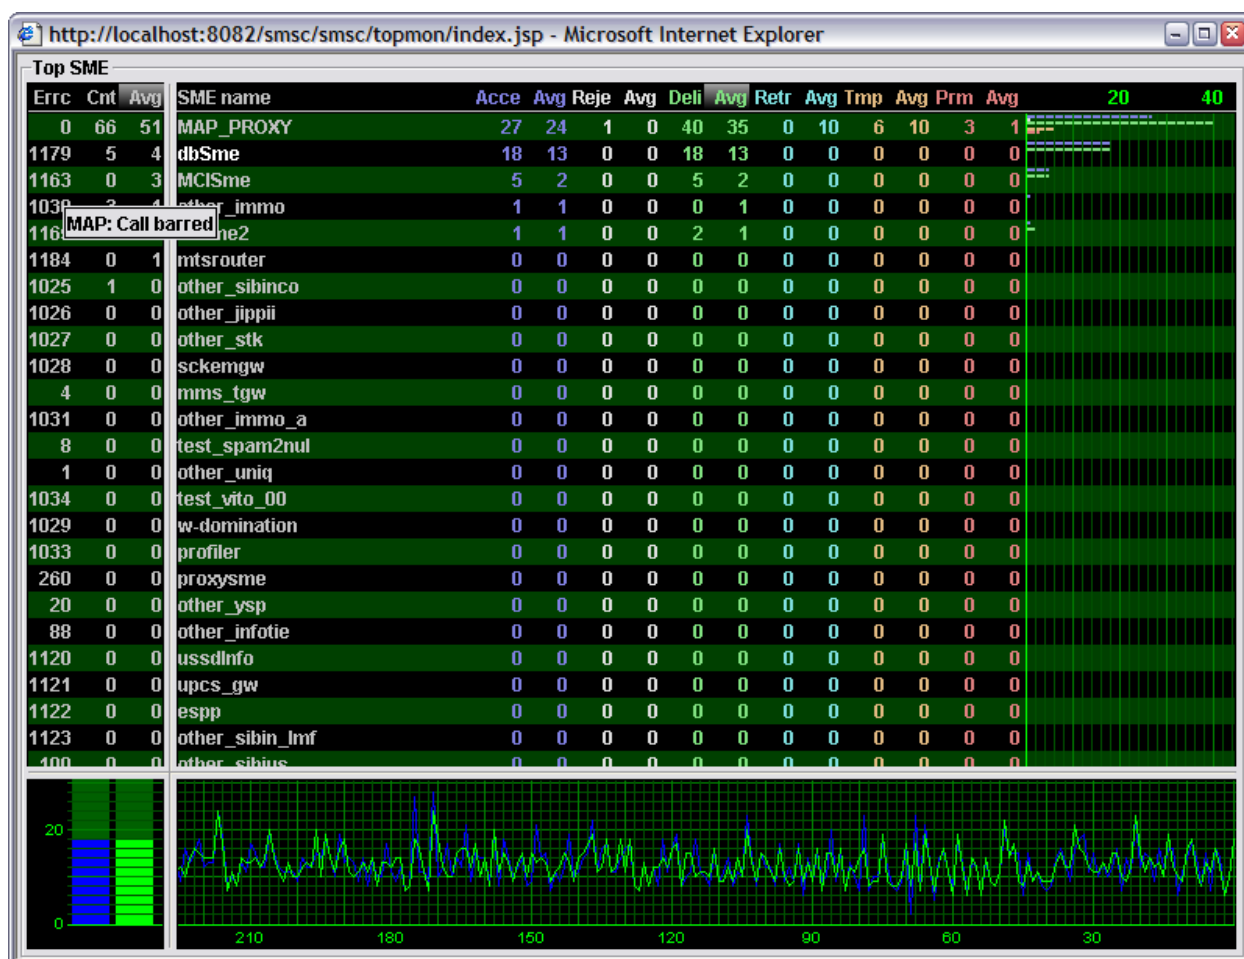 http://localhost:8082/smsc/smsc/topmon/index.jsp - Microsoft Internet Explorer
Top SME
Errc Cnt Avg SME name Acce Avg Reje Avg Deli Avg Retr Avg Tmp Avg Prm Avg 20 40
0 66 51 MAP_PROXY 27 24 1 0 40 35 0 10 6 10 3 1
1179 5 4 dbSme 18 13 0 0 18 13 0 0 0 0 0 0
1163 0 3 MCISme 5 2 0 0 5 2 0 0 0 0 0 0
other_immo 1 1 0 0 0 1 0 0 0 0 0 0
MAP: Call barred
1 1 0 0 2 1 0 0 0 0 0 0
1184 0 1 mtsrouter 0 0 0 0 0 0 0 0 0 0 0 0
1025 1 0 other_sibinco 0 0 0 0 0 0 0 0 0 0 0 0
1026 0 0 other_jippii 0 0 0 0 0 0 0 0 0 0 0 0
1027 0 0 other_stk 0 0 0 0 0 0 0 0 0 0 0 0
1028 0 0 sckemgw 0 0 0 0 0 0 0 0 0 0 0 0
4 0 0 mms_tgw 0 0 0 0 0 0 0 0 0 0 0 0
1031 0 0 other_immo_a 0 0 0 0 0 0 0 0 0 0 0 0
8 0 0 test_spam2nul 0 0 0 0 0 0 0 0 0 0 0 0
1 0 0 other_uniq 0 0 0 0 0 0 0 0 0 0 0 0
1034 0 0 test_vito_00 0 0 0 0 0 0 0 0 0 0 0 0
1029 0 0 w-domination 0 0 0 0 0 0 0 0 0 0 0 0
1033 0 0 profiler 0 0 0 0 0 0 0 0 0 0 0 0
260 0 0 proxysme 0 0 0 0 0 0 0 0 0 0 0 0
20 0 0 other_ysp 0 0 0 0 0 0 0 0 0 0 0 0
88 0 0 other_infotie 0 0 0 0 0 0 0 0 0 0 0 0
1120 0 0 ussdInfo 0 0 0 0 0 0 0 0 0 0 0 0
1121 0 0 upcs_gw 0 0 0 0 0 0 0 0 0 0 0 0
1122 0 0 espp 0 0 0 0 0 0 0 0 0 0 0 0
1123 0 0 other_sibin_lmf 0 0 0 0 0 0 0 0 0 0 0 0
100 0 0 other_sibius 0 0 0 0 0 0 0 0 0 0 0 0
20
0
210 180 150 120 90 60 30